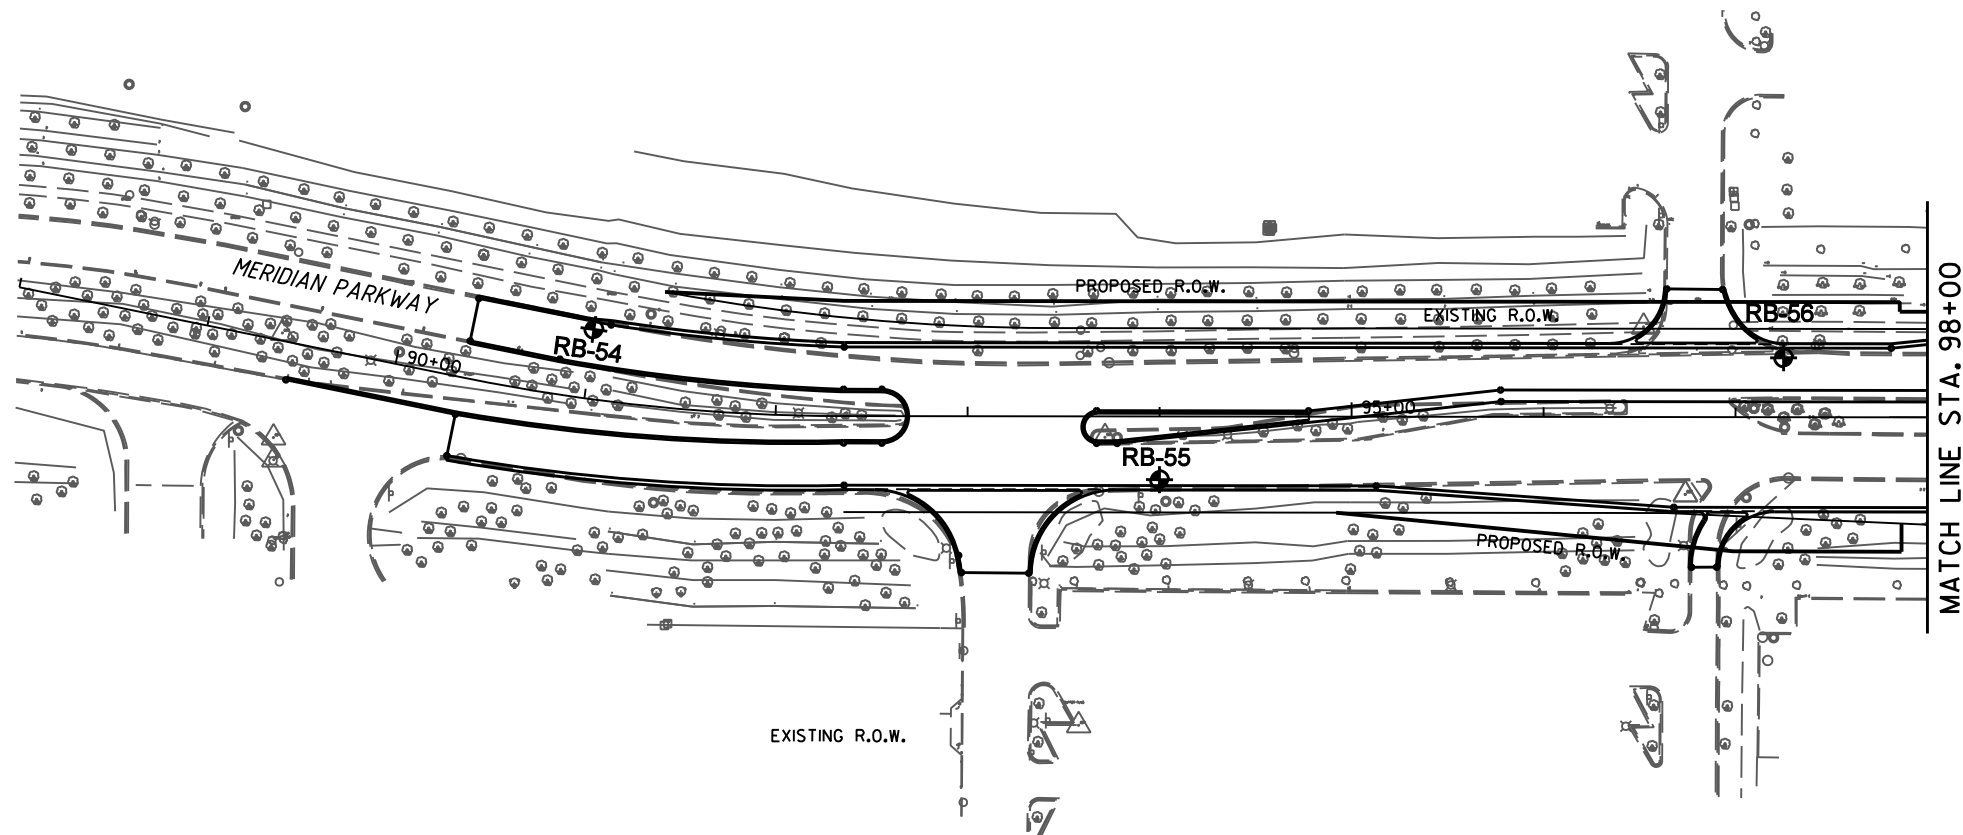 MERIDIAN PARKWAY
PROPOSED R.O.W.
EXISTING R.O.W.
RB-56
RB-54
90+00
95+00
RB-55
PROPOSED R.O.W.
EXISTING R.O.W.
MATCH LINE STA. 98+00